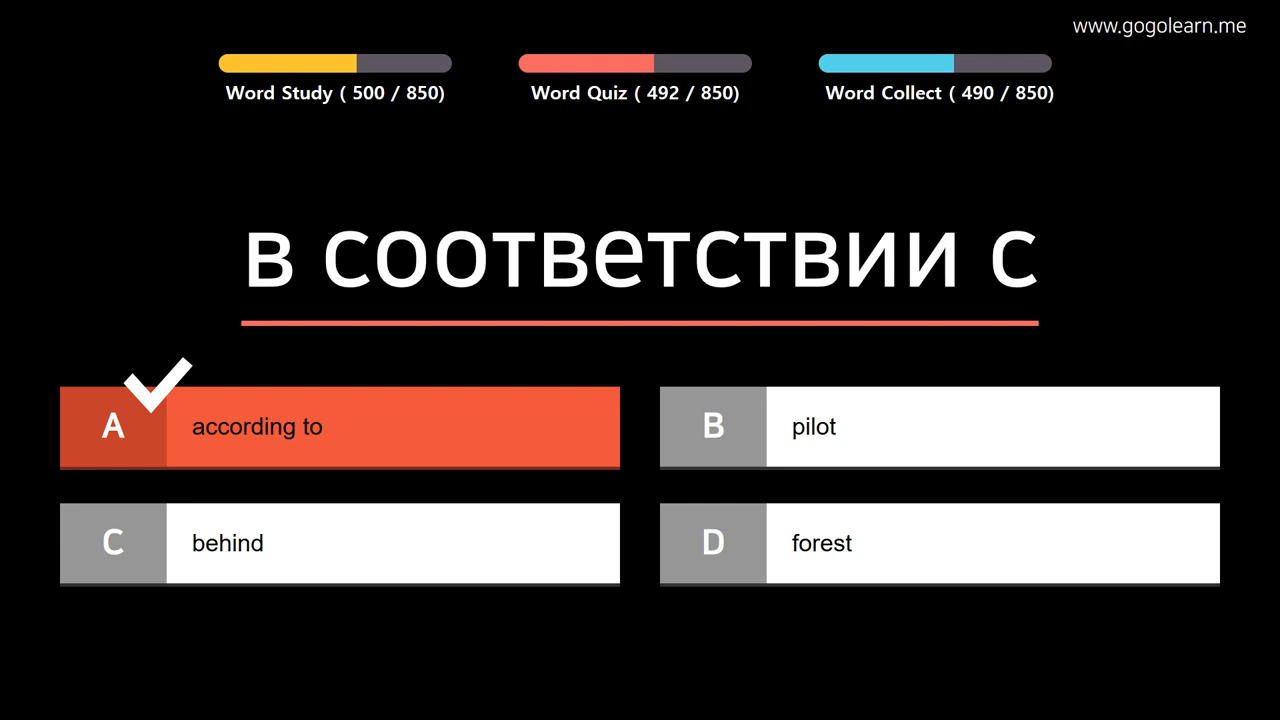 www.gogolearn.me
Word Study ( 500 / 850)
Word Quiz ( 492 / 850)
Word Collect ( 490 / 850)
в соответствии с
A according to
B pilot
C behind
D forest